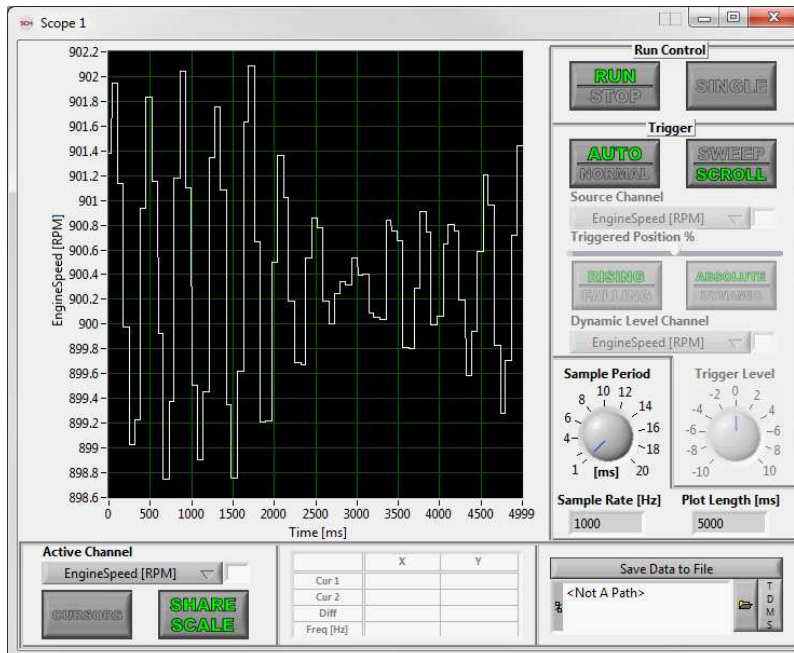 SCM Scope 1
902.2
902
901.8
901.6
901.4
901.2
901
900.8
900.6
900.4
900.2
900
899.8
899.6
899.4
899.2
899
898.8
898.6
EngineSpeed [RPM]
0 500 1000 1500 2000 2500 3000 3500 4000 4500 4999
Time [ms]
Run Control
RUN
STOP
SINGLE
Trigger
AUTO
NORMAL
SWEEP
SCROLL
Source Channel
EngineSpeed [RPM]
Triggered Position %
RISING
FALLING
ABSOLUTE
DYNAMIC
Dynamic Level Channel
EngineSpeed [RPM]
Sample Period
1 4 6 8 10 12 14 16 18 20
[ms]
Trigger Level
-10 -8 -6 -4 -2 0 2 4 6 8 10
Sample Rate [Hz]
1000
Plot Length [ms]
5000
Active Channel
EngineSpeed [RPM]
CURSORS
SHARE
SCALE
X Y
Cur 1
Cur 2
Diff
Freq [Hz]
Save Data to File
<Not A Path>
TDMS